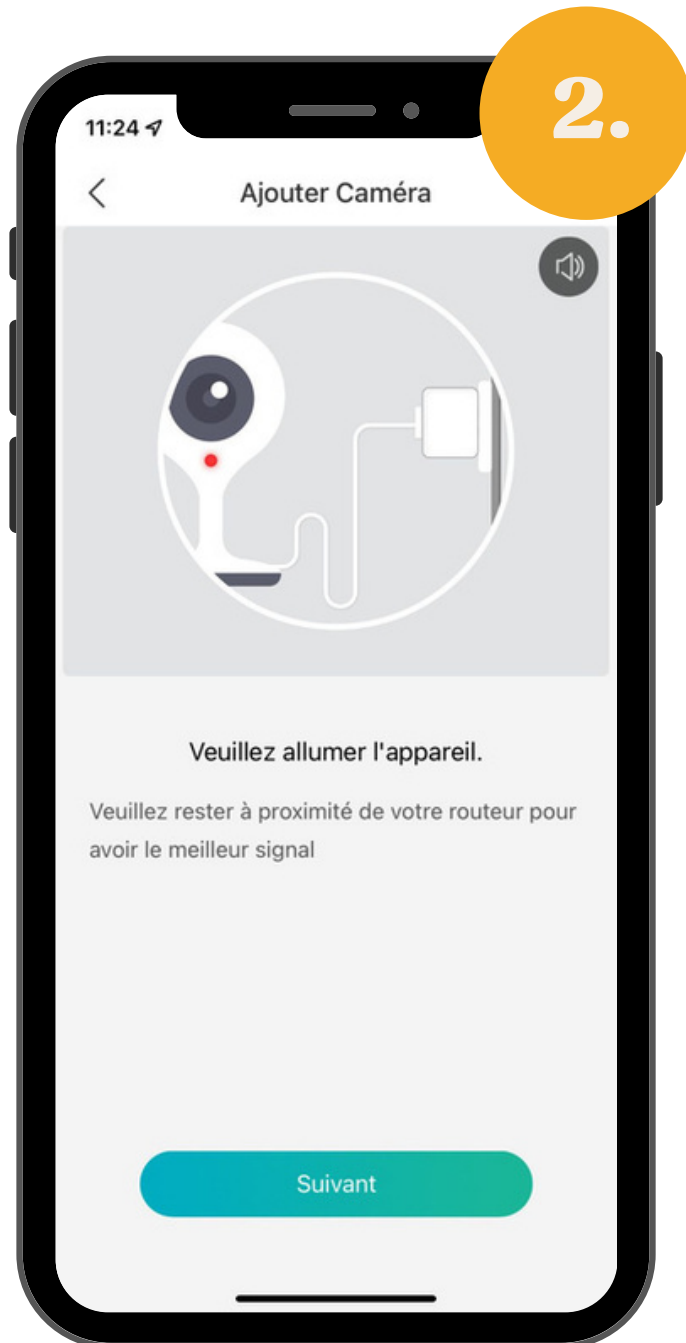 2.
11:24
Ajouter Caméra
Veuillez allumer l'appareil.
Veuillez rester à proximité de votre routeur pour
avoir le meilleur signal
Suivant